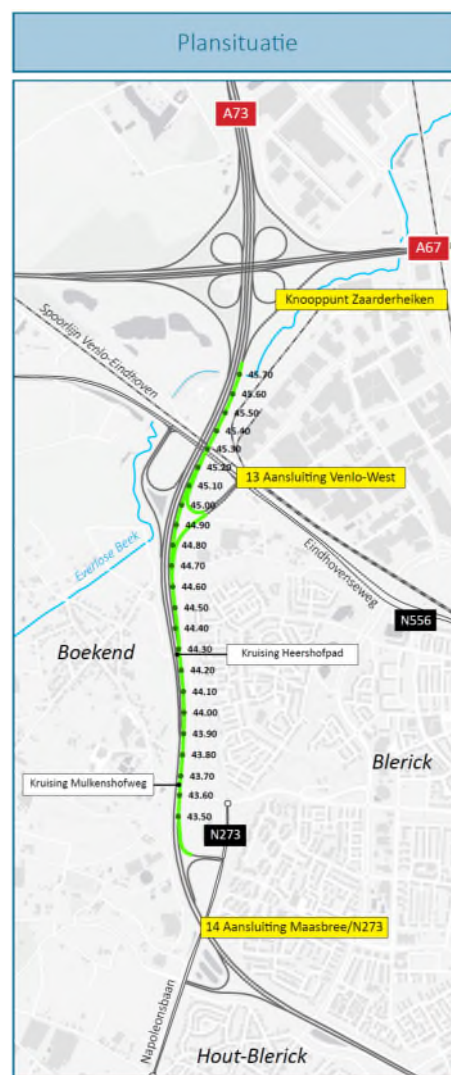 Plansituatie
A73
A67
Knooppunt Zaarderheiken
Spoorlijn Venlo-Eindhoven
45.70
45.60
45.50
45.40
45.30
45.20
13 Aansluiting Venlo-West
45.10
45.00
44.90
44.80
Eindhovenseweg
Everlose Beek
44.70
44.60
44.50
N556
44.40
Boekend
44.30
Kruising Heershofpad
44.20
44.10
44.00
43.90
43.80
Blerick
43.70
Kruising Mulkenshofweg
43.60
43.50
N273
14 Aansluiting Maasbree/N273
Napoleonsbaan
Hout-Blerick